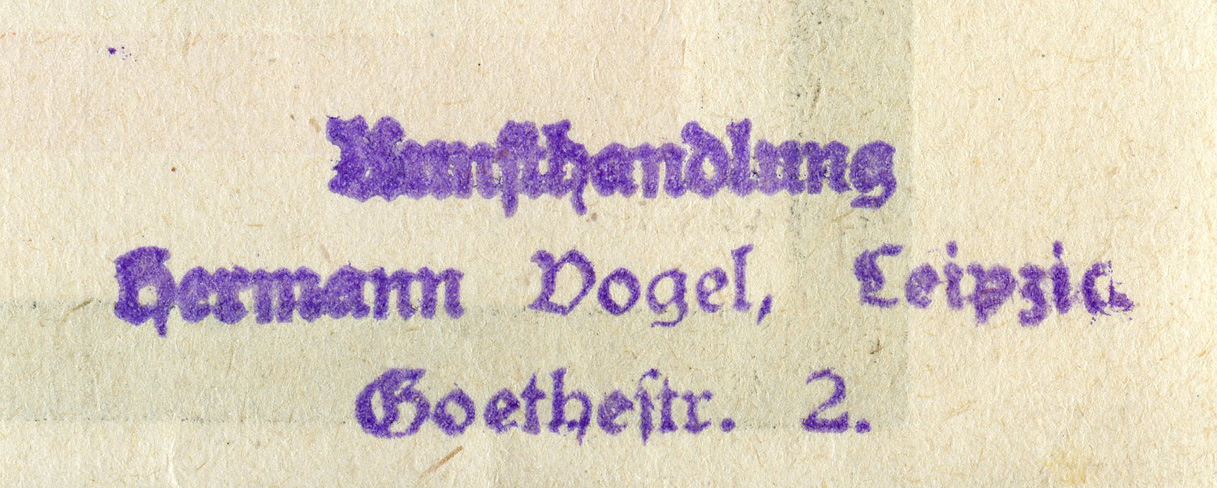 Kunsthandlung
Hermann Vogel, Leipzig
Goethestr. 2.